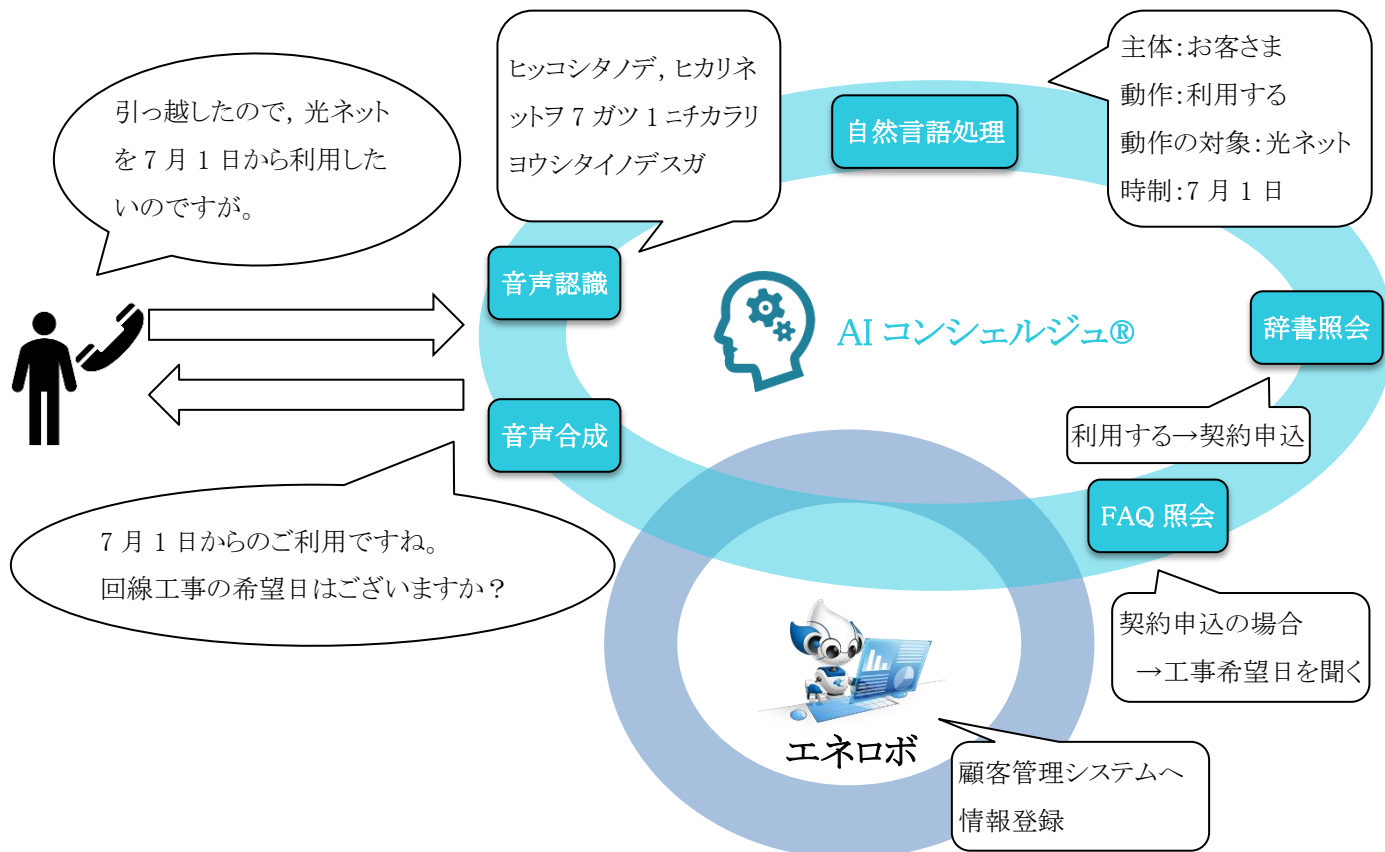 引っ越したので, 光ネット
を 7 月 1 日から利用した
いのですが。
ヒッコシタノデ, ヒカリネ
ットヲ 7 ガツ 1 ニチカラリ
ヨウシタイノデスガ
自然言語処理
主体:お客さま
動作:利用する
動作の対象:光ネット
時制:7 月 1 日
音声認識
AI コンシェルジュ®
辞書照会
利用する→契約申込
音声合成
FAQ 照会
7 月 1 日からのご利用ですね。
回線工事の希望日はございますか?
契約申込の場合
→工事希望日を聞く
エネロボ
顧客管理システムへ
情報登録